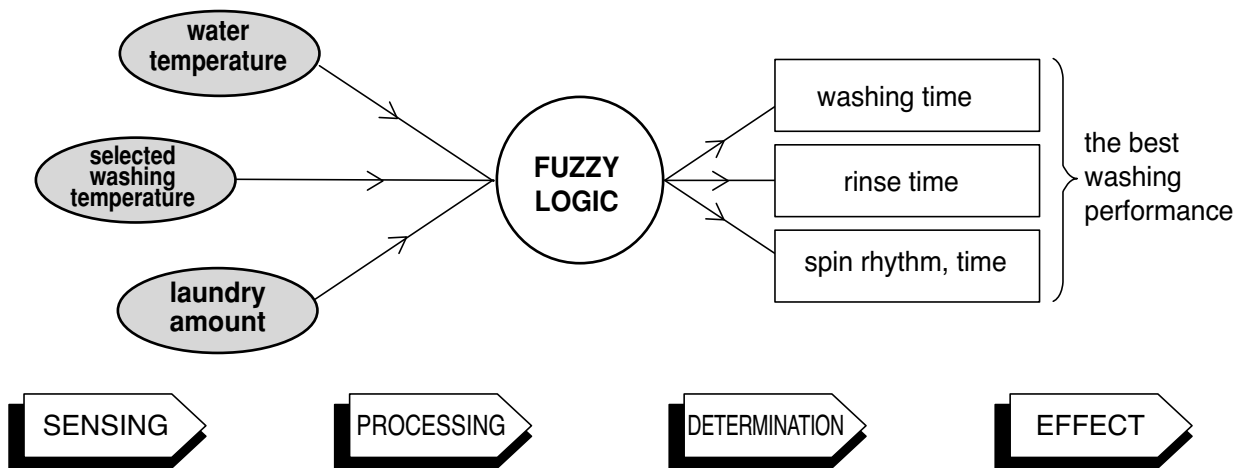 water
temperature
selected
washing
temperature
laundry
amount
FUZZY
LOGIC
washing time
rinse time
spin rhythm, time
the best
washing
performance
SENSING
PROCESSING
DETERMINATION
EFFECT